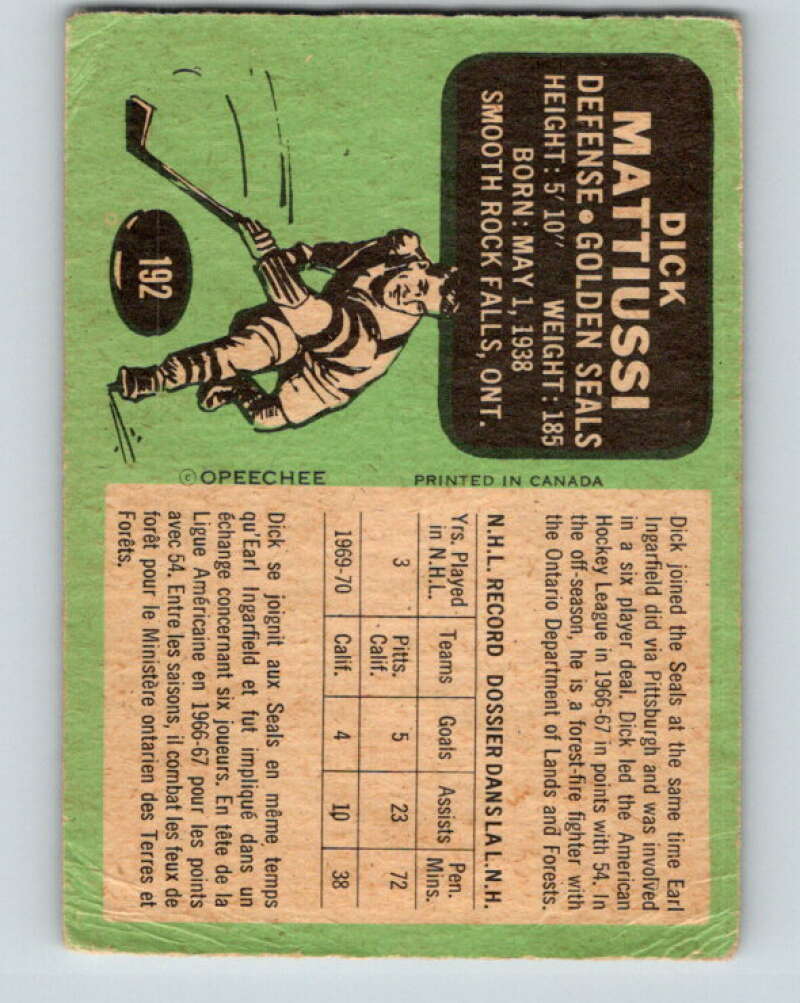 DICK
MATTIUSSI
DEFENSE • GOLDEN SEALS
HEIGHT: 5'10" WEIGHT: 185
BORN: MAY 1, 1938
SMOOTH ROCK FALLS, ONT.
192
© OPEECHEE
PRINTED IN CANADA
Dick joined the Seals at the same time Earl
Ingarfield did via Pittsburgh and was involved
in a six player deal. Dick led the American
Hockey League in 1966-67 in points with 54. In
the off-season, he is a forest-fire fighter with
the Ontario Department of Lands and Forests.
N.H.L. RECORD DOSSIER DANS LA L.N.H.
Yrs. Played in N.H.L. Teams Goals Assists Pen. Mins.
3 Pitts. Calif. 5 23 72
1969-70 Calif. 4 10 38
Dick se joignit aux Seals en même temps
qu'Earl Ingarfield et fut impliqué dans un
échange concernant six joueurs. En tête de la
Ligue Américaine en 1966-67 pour les points
avec 54. Entre les saisons, il combat les feux de
forêt pour le Ministère ontarien des Terres et
Forêts.